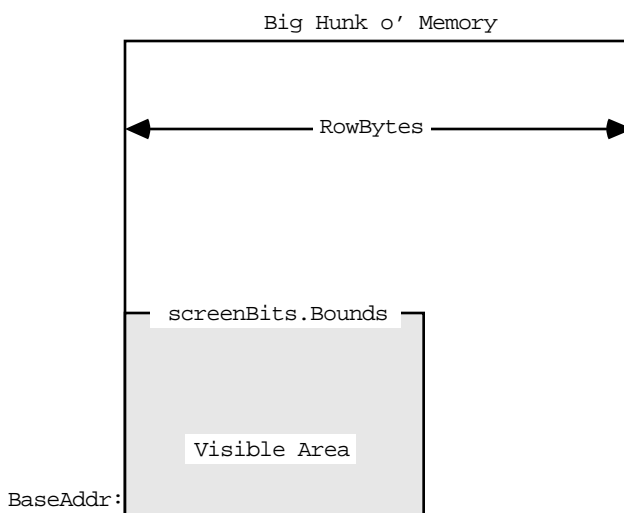 Big Hunk o' Memory
RowBytes
screenBits.Bounds
Visible Area
BaseAddr: